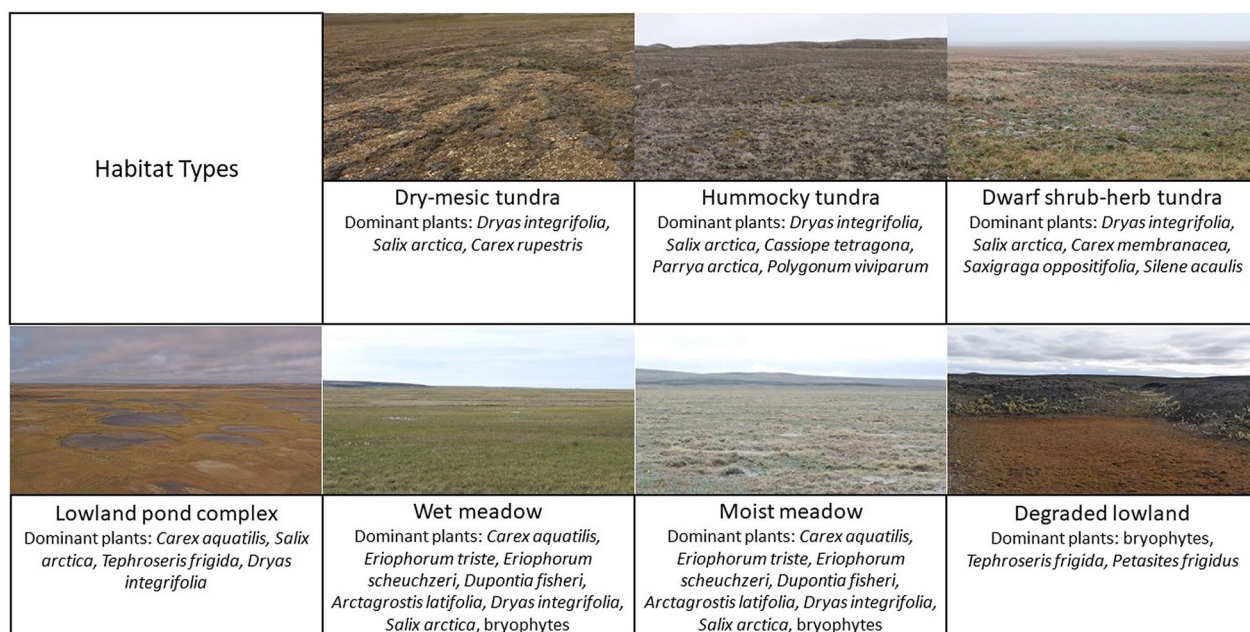 Habitat Types
Dry-mesic tundra
Dominant plants: Dryas integrifolia,
Salix arctica, Carex rupestris
Hummocky tundra
Dominant plants: Dryas integrifolia,
Salix arctica, Cassiope tetragona,
Parrya arctica, Polygonum viviparum
Dwarf shrub-herb tundra
Dominant plants: Dryas integrifolia,
Salix arctica, Carex membranacea,
Saxigraga oppositifolia, Silene acaulis
Lowland pond complex
Dominant plants: Carex aquatilis, Salix
arctica, Tephroseris frigida, Dryas
integrifolia
Wet meadow
Dominant plants: Carex aquatilis,
Eriophorum triste, Eriophorum
scheuchzeri, Dupontia fisheri,
Arctagrostis latifolia, Dryas integrifolia,
Salix arctica, bryophytes
Moist meadow
Dominant plants: Carex aquatilis,
Eriophorum triste, Eriophorum
scheuchzeri, Dupontia fisheri,
Arctagrostis latifolia, Dryas integrifolia,
Salix arctica, bryophytes
Degraded lowland
Dominant plants: bryophytes,
Tephroseris frigida, Petasites frigidus